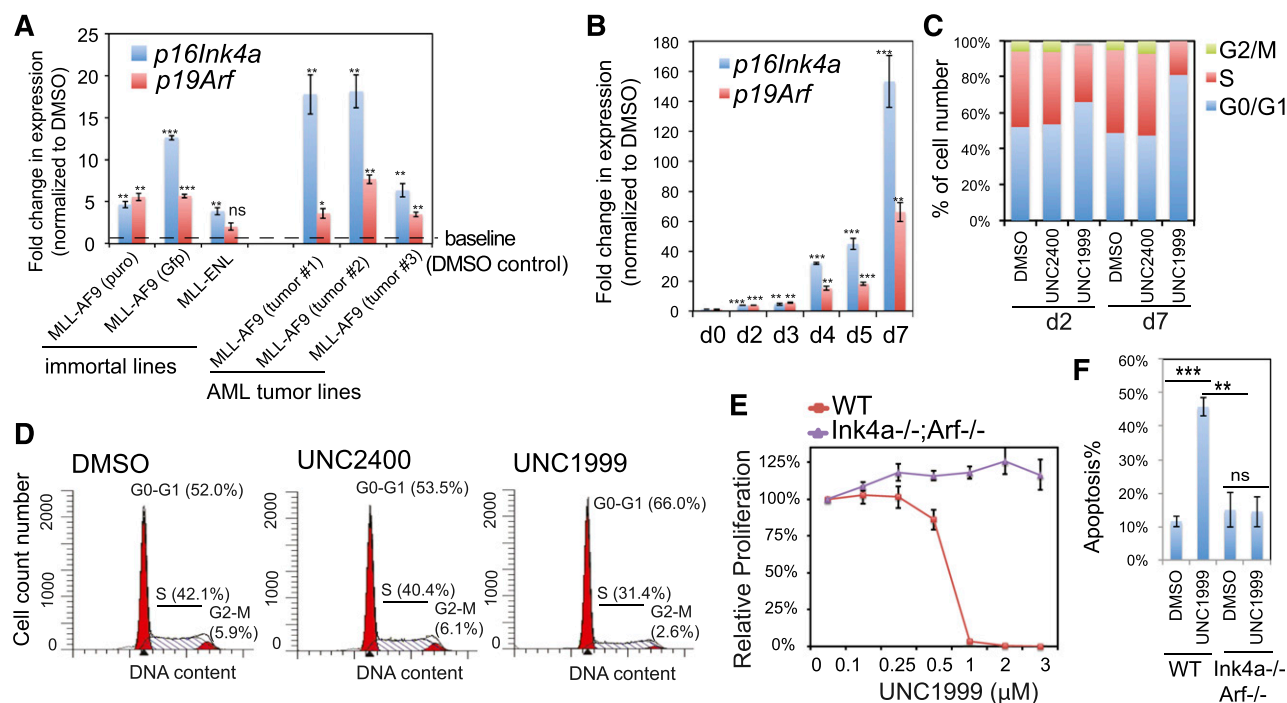 A
Fold change in expression
(normalized to DMSO)
25
20
15
10
5
0
p16Ink4a
p19Arf
** ** *** *** ** ns ** * ** ** ** **
baseline
(DMSO control)
MLL-AF9 (puro)
MLL-AF9 (Gfp)
MLL-ENL
MLL-AF9 (tumor #1)
MLL-AF9 (tumor #2)
MLL-AF9 (tumor #3)
immortal lines
AML tumor lines
B
Fold change in expression
(normalized to DMSO)
180
160
140
120
100
80
60
40
20
0
p16Ink4a
p19Arf
*** *** ** ** *** ** *** *** *** **
d0 d2 d3 d4 d5 d7
C
% of cell number
100%
80%
60%
40%
20%
0%
G2/M
S
G0/G1
DMSO
UNC2400
UNC1999
DMSO
UNC2400
UNC1999
d2 d7
D
Cell count number
DMSO
2000
1000
0
G0-G1 (52.0%)
S (42.1%)
G2-M
(5.9%)
DNA content
UNC2400
2000
1000
0
G0-G1 (53.5%)
S (40.4%)
G2-M
(6.1%)
DNA content
UNC1999
2000
1000
0
G0-G1 (66.0%)
S (31.4%)
G2-M
(2.6%)
DNA content
E
WT
Ink4a-/-;Arf-/-
Relative Proliferation
125%
100%
75%
50%
25%
0%
0 0.1 0.25 0.5 1 2 3
UNC1999 (µM)
F
Apoptosis%
60%
50%
40%
30%
20%
10%
0%
***
**
ns
DMSO
UNC1999
DMSO
UNC1999
WT
Ink4a-/-
Arf-/-